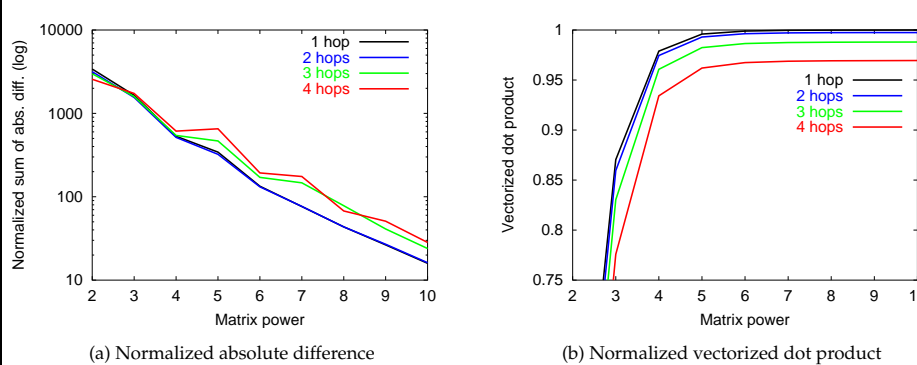 Normalized sum of abs. diff. (log)
10000
1000
100
10
1 hop
2 hops
3 hops
4 hops
2 3 4 5 6 7 8 9 10
Matrix power
(a) Normalized absolute difference
Vectorized dot product
1
0.95
0.9
0.85
0.8
0.75
1 hop
2 hops
3 hops
4 hops
2 3 4 5 6 7 8 9 10
Matrix power
(b) Normalized vectorized dot product